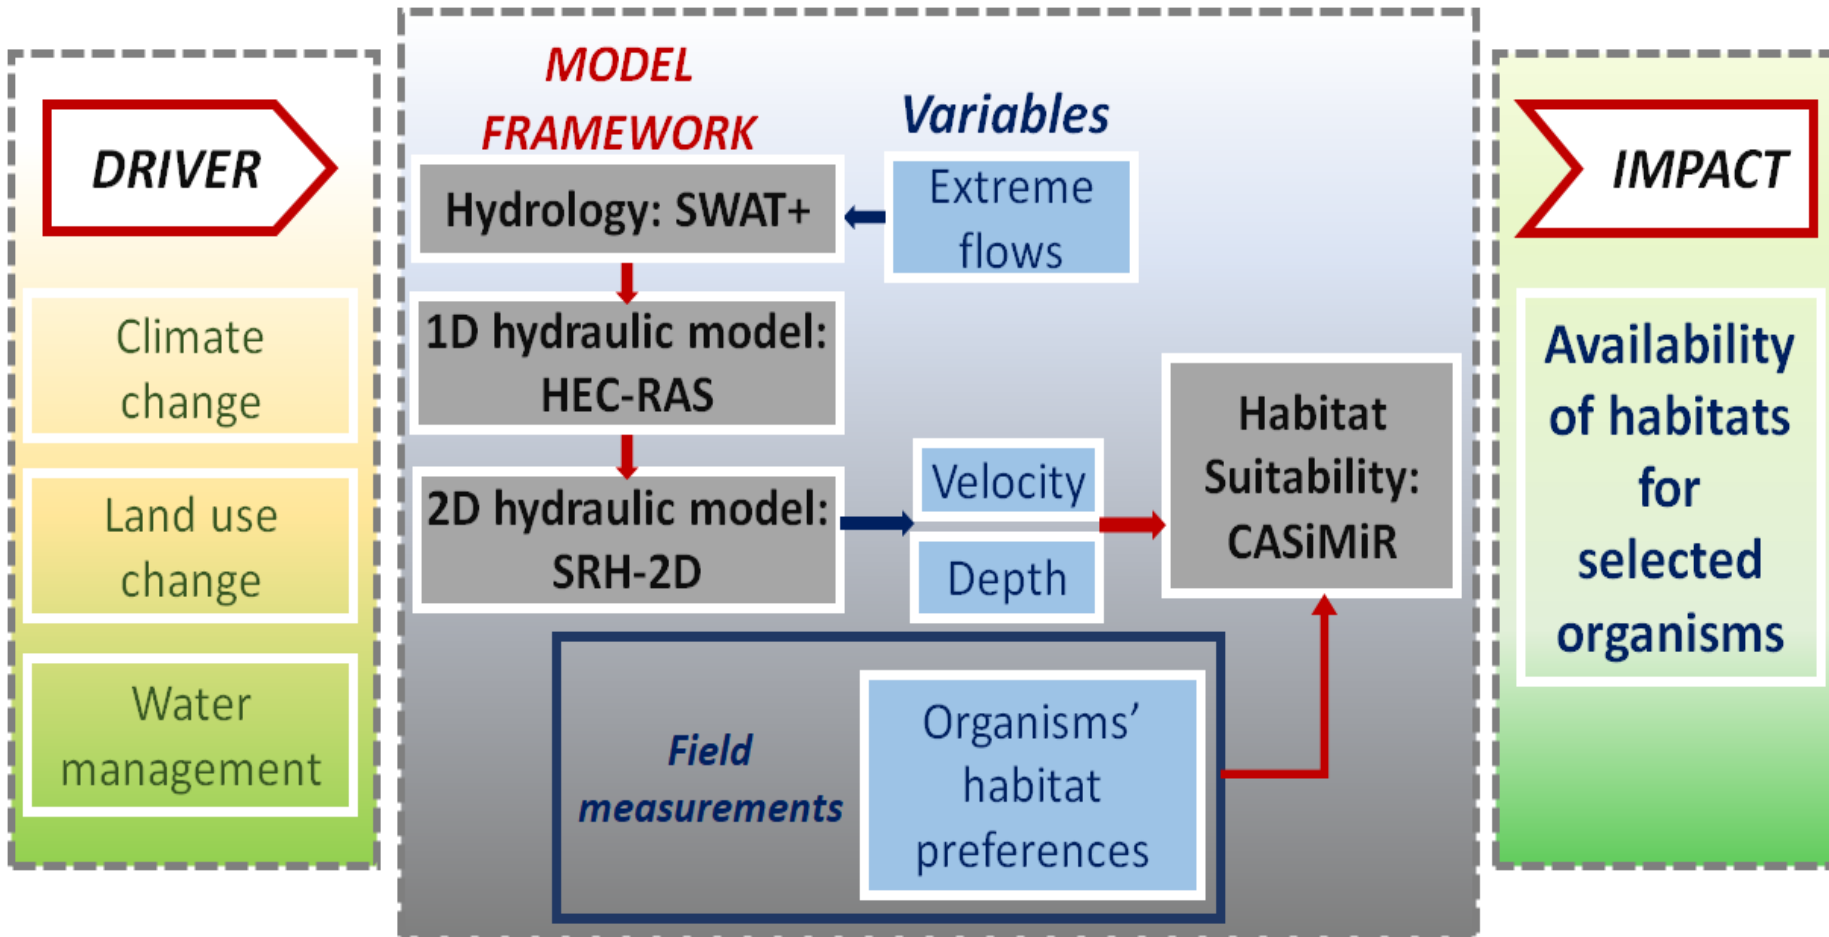 DRIVER
Climate
change
Land use
change
Water
management
MODEL
FRAMEWORK
Variables
Hydrology: SWAT+
Extreme
flows
1D hydraulic model:
HEC-RAS
2D hydraulic model:
SRH-2D
Velocity
Depth
Habitat
Suitability:
CASiMiR
Field
measurements
Organisms’
habitat
preferences
IMPACT
Availability
of habitats
for
selected
organisms